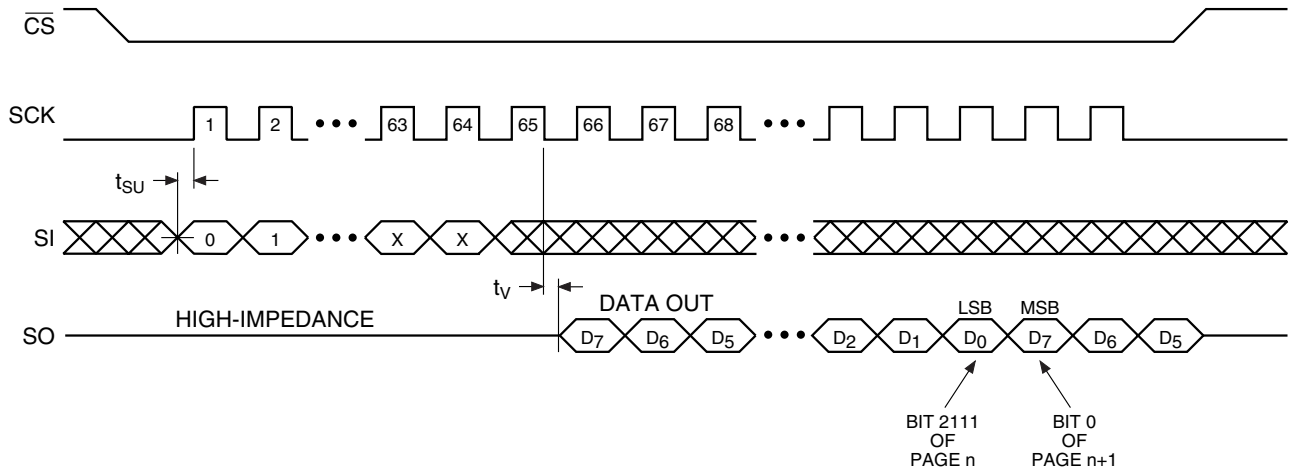 CS
SCK 1 2 ••• 63 64 65 66 67 68 •••
tSU
SI 0 1 ••• X X •••
tV
DATA OUT
HIGH-IMPEDANCE
LSB MSB
SO D7 D6 D5 ••• D2 D1 D0 D7 D6 D5
BIT 2111
OF
PAGE n
BIT 0
OF
PAGE n+1